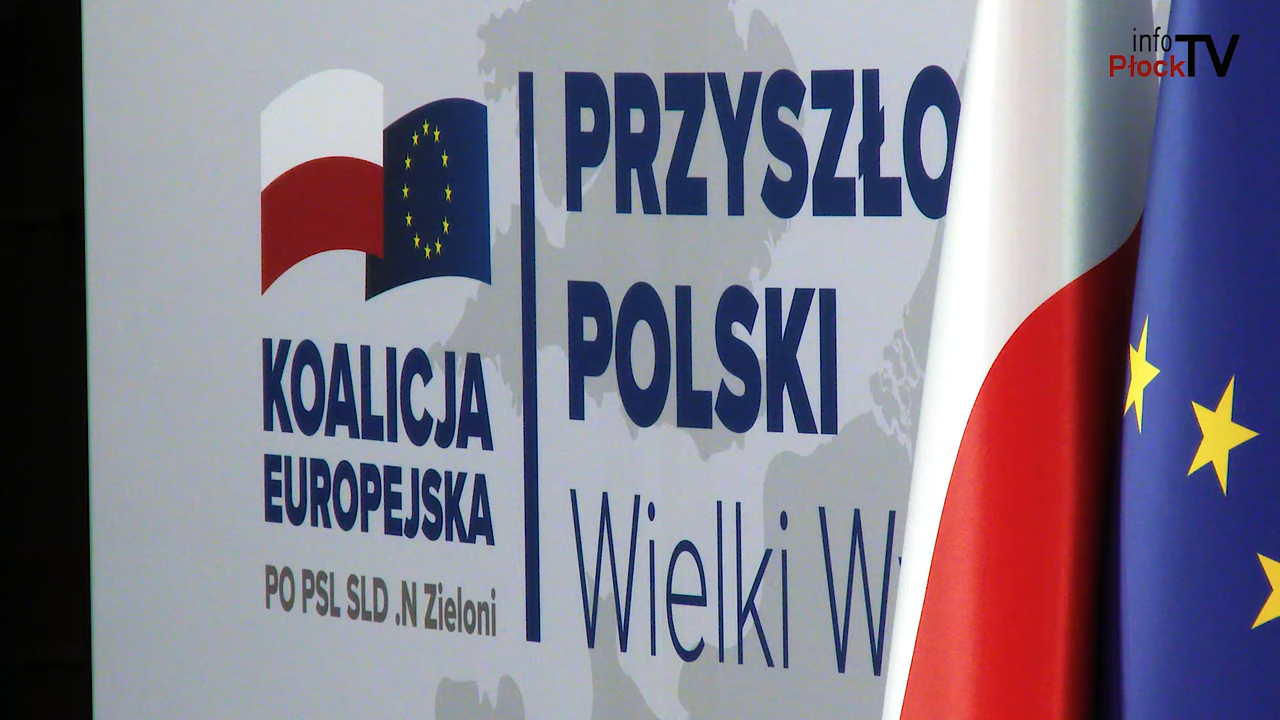 info
PłockTV
KOALICJA
EUROPEJSKA
PO PSL SLD .N Zieloni
PRZYSZŁO
POLSKI
Wielki W